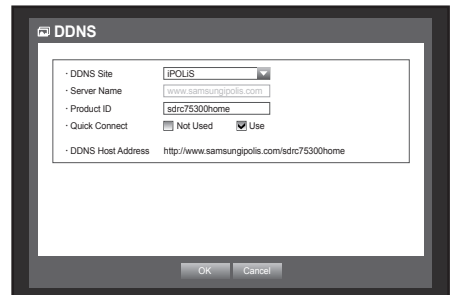 DDNS
· DDNS Site iPOLiS
· Server Name www.samsungipolis.com
· Product ID sdrc75300home
· Quick Connect Not Used Use
· DDNS Host Address http://www.samsungipolis.com/sdrc75300home
OK Cancel